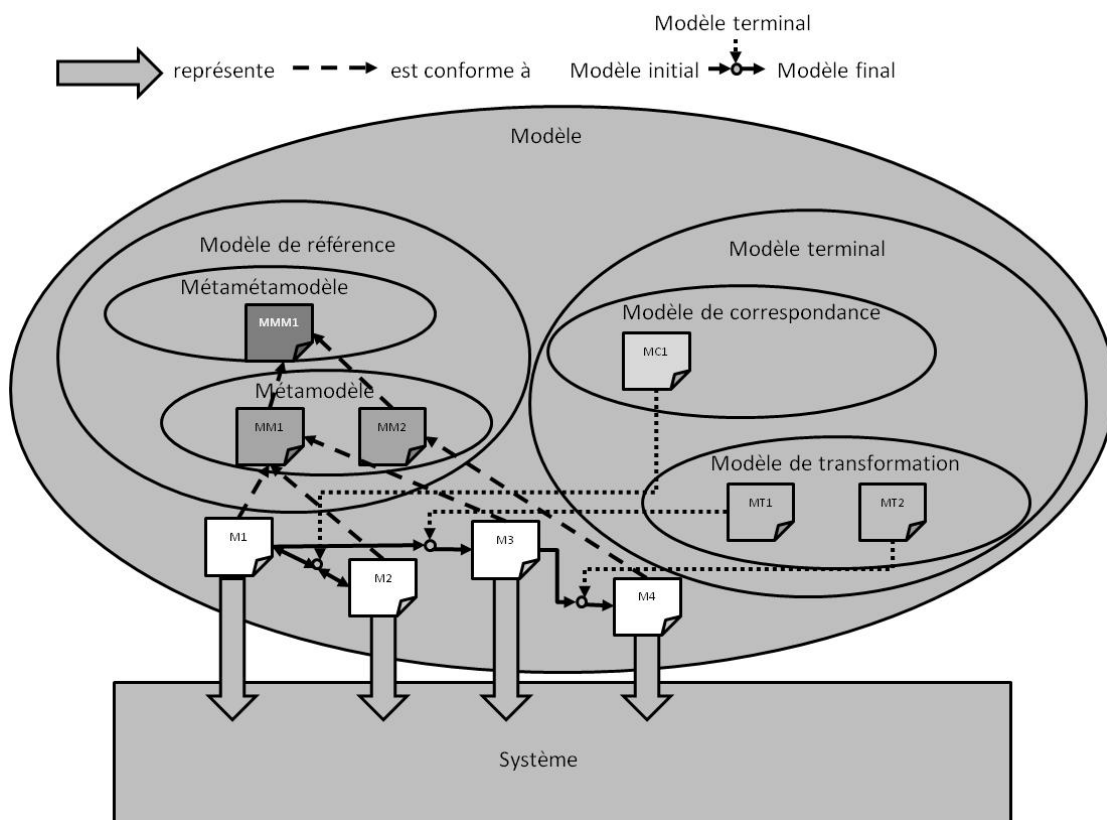 Modèle terminal
représente
est conforme à
Modèle initial
Modèle final
Modèle
Modèle de référence
Modèle terminal
Métamétamodèle
MMM1
Modèle de correspondance
MC1
Métamodèle
MM1
MM2
Modèle de transformation
MT1
MT2
M1
M3
M2
M4
Système